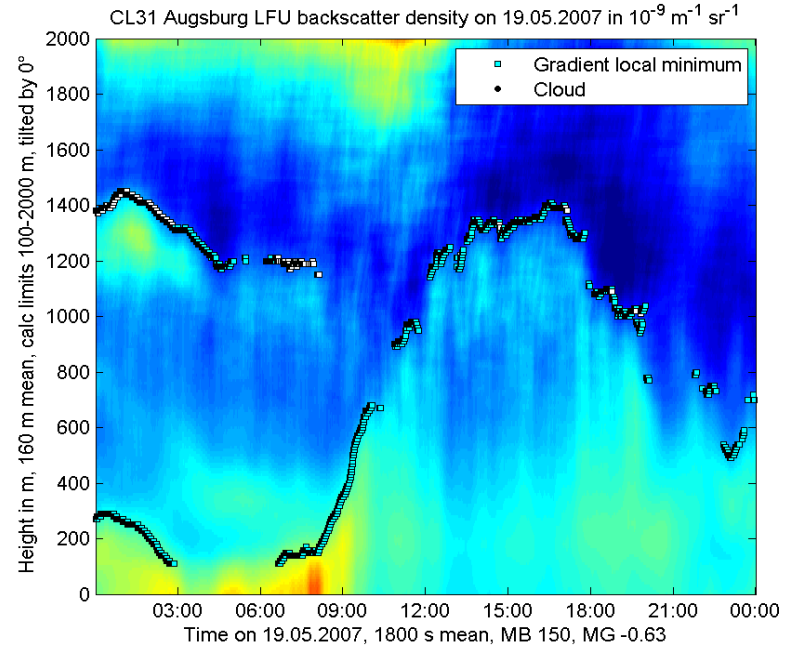 CL31 Augsburg LFU backscatter density on 19.05.2007 in 10⁻⁹ m⁻¹ sr⁻¹
Height in m, 160 m mean, calc limits 100-2000 m, tilted by 0°
2000
1800
1600
1400
1200
1000
800
600
400
200
0
Gradient local minimum
Cloud
03:00 06:00 09:00 12:00 15:00 18:00 21:00 00:00
Time on 19.05.2007, 1800 s mean, MB 150, MG -0.63